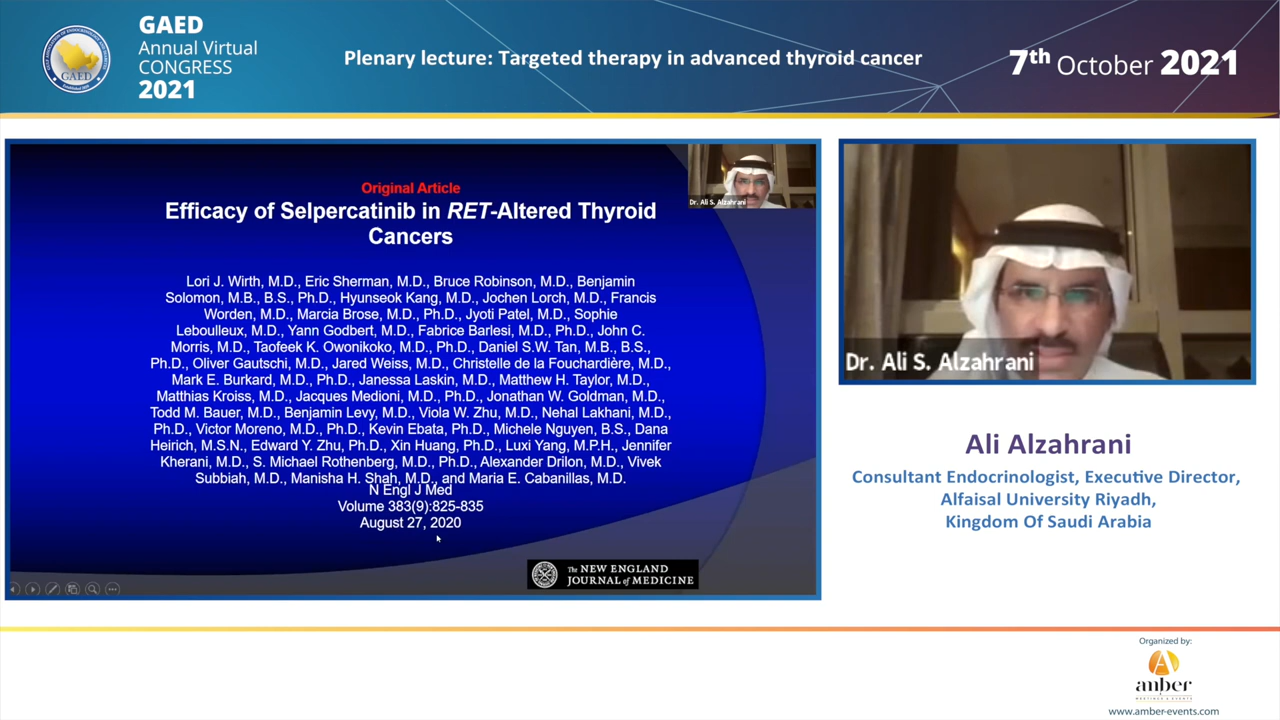 GAED
Annual Virtual
CONGRESS
2021
GAED
Plenary lecture: Targeted therapy in advanced thyroid cancer
7th October 2021
Original Article
Efficacy of Selpercatinib in RET-Altered Thyroid
Cancers
Lori J. Wirth, M.D., Eric Sherman, M.D., Bruce Robinson, M.D., Benjamin
Solomon, M.B., B.S., Ph.D., Hyunseok Kang, M.D., Jochen Lorch, M.D., Francis
Worden, M.D., Marcia Brose, M.D., Ph.D., Jyoti Patel, M.D., Sophie
Leboulleux, M.D., Yann Godbert, M.D., Fabrice Barlesi, M.D., Ph.D., John C.
Morris, M.D., Taofeek K. Owonikoko, M.D., Ph.D., Daniel S.W. Tan, M.B., B.S.,
Ph.D., Oliver Gautschi, M.D., Jared Weiss, M.D., Christelle de la Fouchardière, M.D.,
Mark E. Burkard, M.D., Ph.D., Janessa Laskin, M.D., Matthew H. Taylor, M.D.,
Matthias Kroiss, M.D., Jacques Medioni, M.D., Ph.D., Jonathan W. Goldman, M.D.,
Todd M. Bauer, M.D., Benjamin Levy, M.D., Viola W. Zhu, M.D., Nehal Lakhani, M.D.,
Ph.D., Victor Moreno, M.D., Ph.D., Kevin Ebata, Ph.D., Michele Nguyen, B.S., Dana
Heirich, M.S.N., Edward Y. Zhu, Ph.D., Xin Huang, Ph.D., Luxi Yang, M.P.H., Jennifer
Kherani, M.D., S. Michael Rothenberg, M.D., Ph.D., Alexander Drilon, M.D., Vivek
Subbiah, M.D., Manisha H. Shah, M.D., and Maria E. Cabanillas, M.D.
N Engl J Med
Volume 383(9):825-835
August 27, 2020
The NEW ENGLAND
JOURNAL of MEDICINE
Dr. Ali S. Alzahrani
Dr. Ali S. Alzahrani
Ali Alzahrani
Consultant Endocrinologist, Executive Director,
Alfaisal University Riyadh,
Kingdom Of Saudi Arabia
Organized by:
anber
MEETINGS & EVENTS
www.amber-events.com